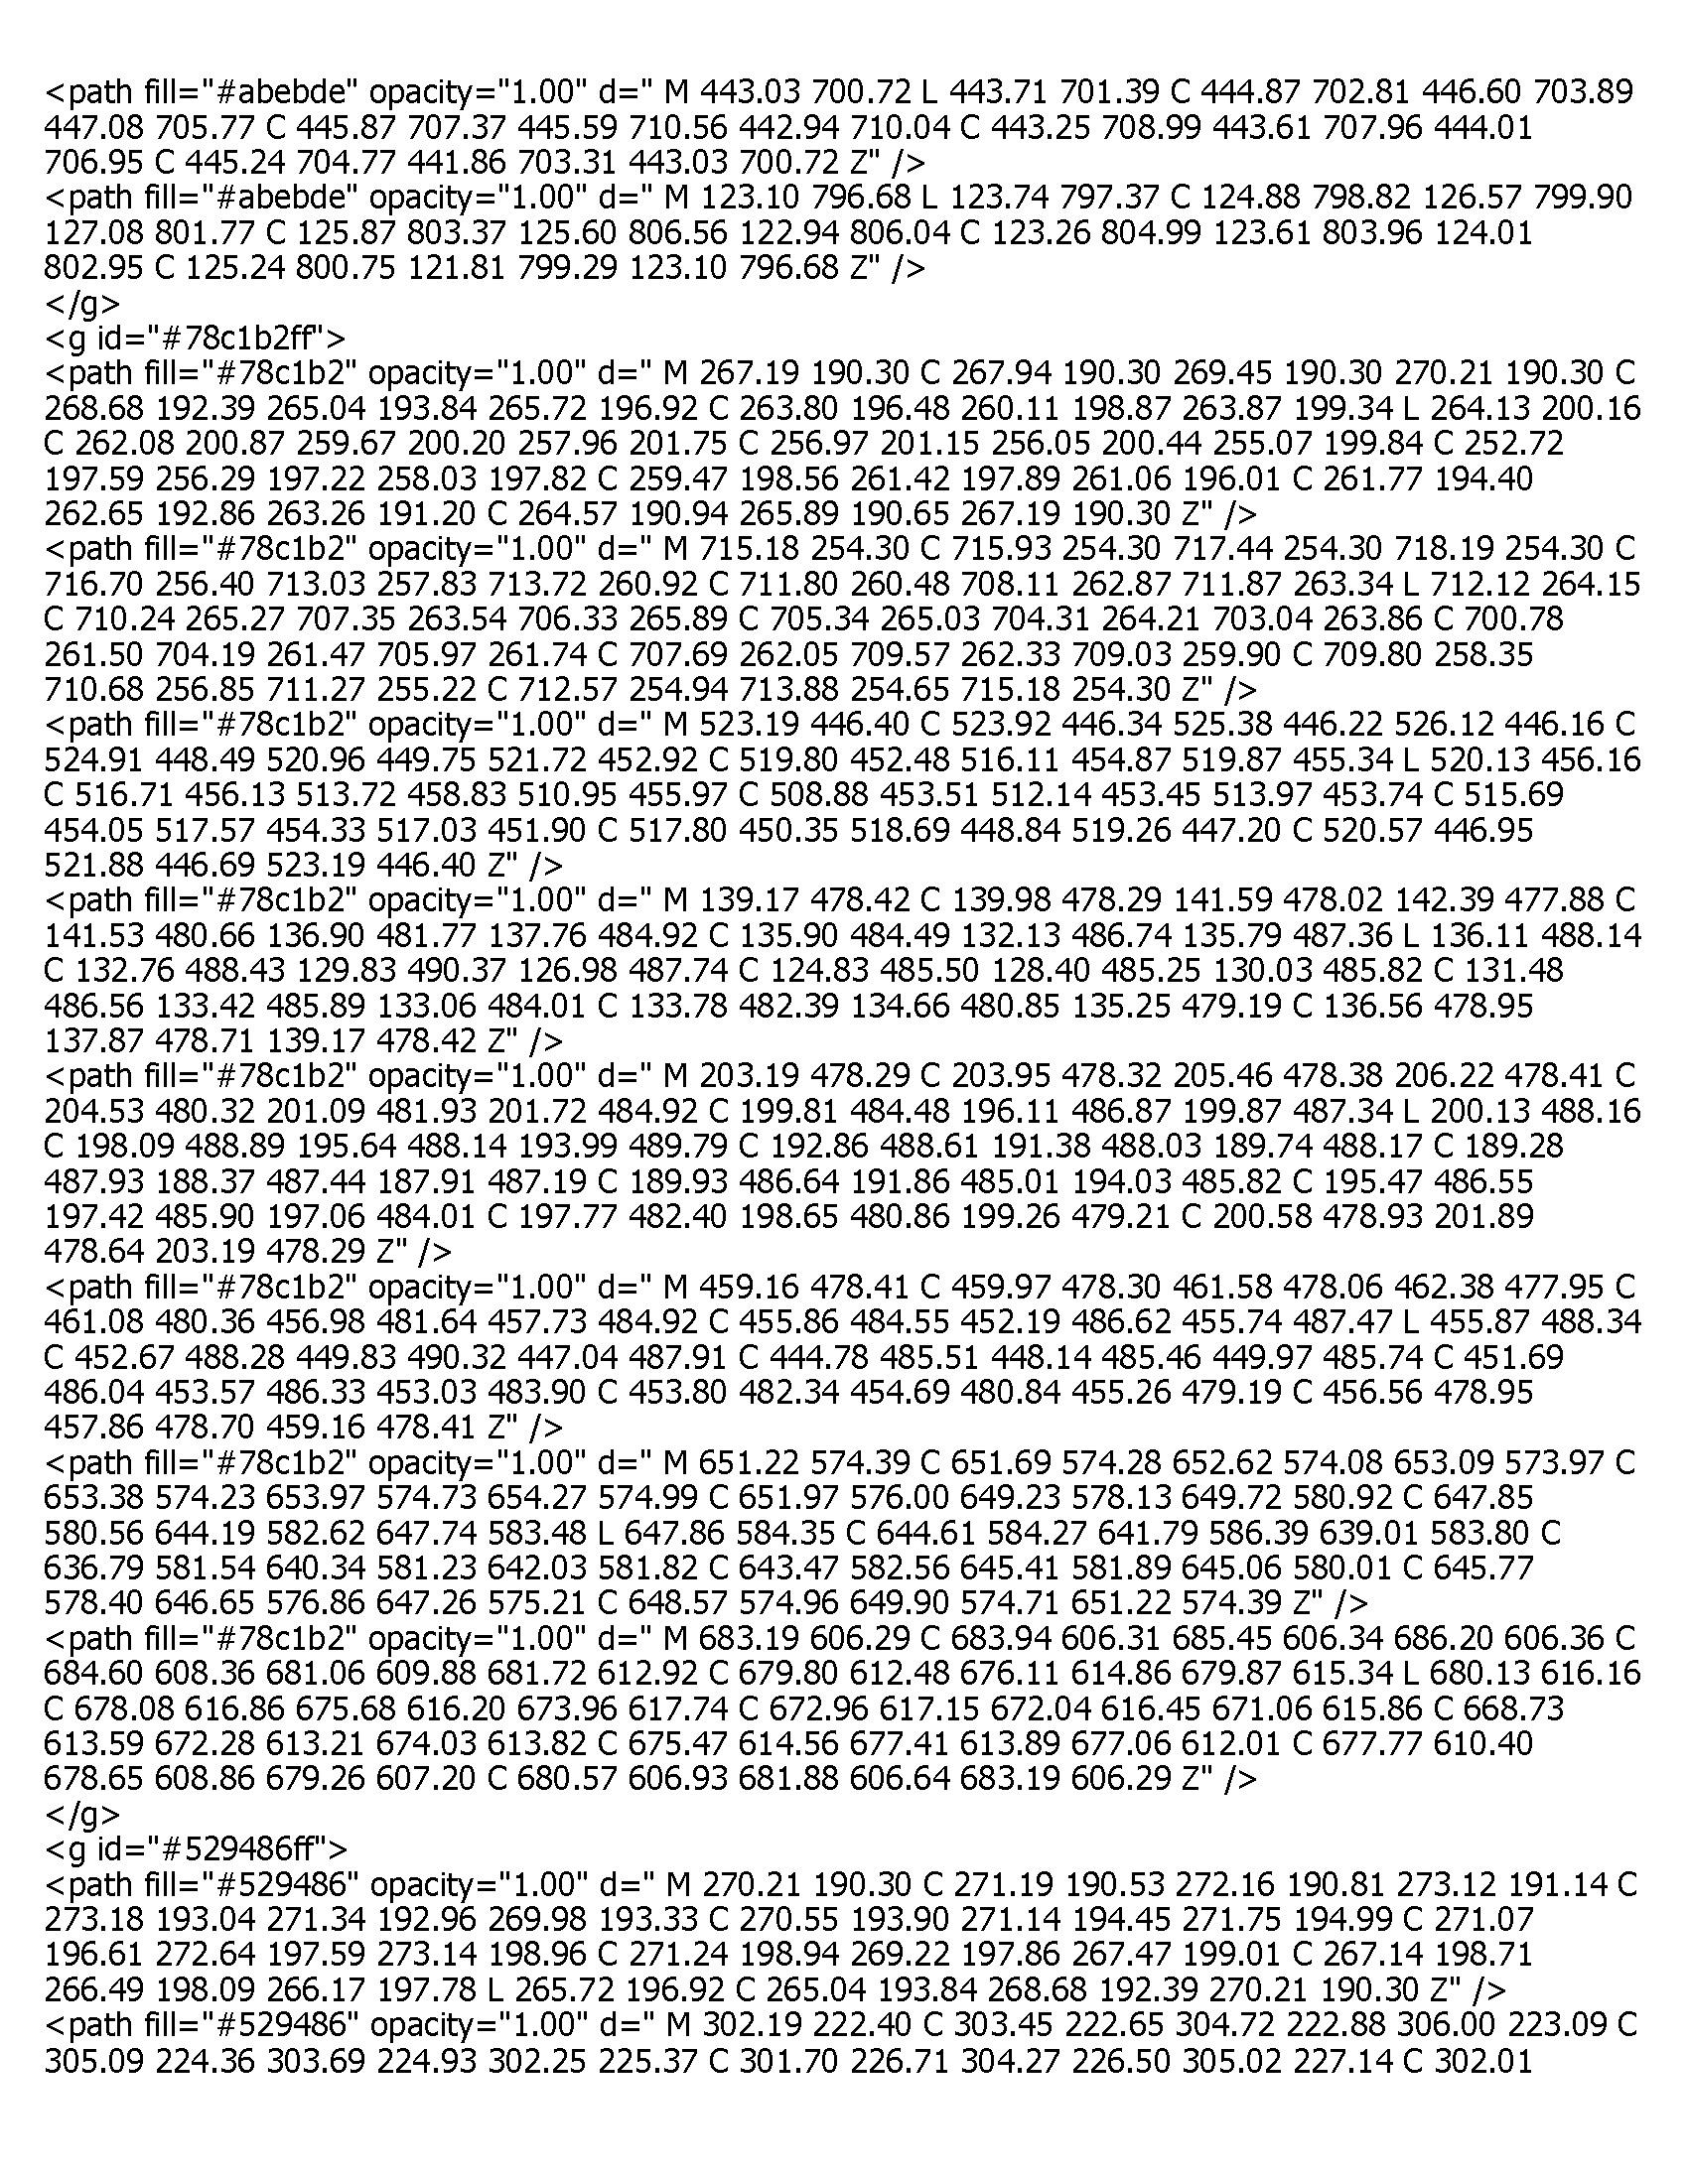 <path fill="#abebde" opacity="1.00" d=" M 443.03 700.72 L 443.71 701.39 C 444.87 702.81 446.60 703.89
447.08 705.77 C 445.87 707.37 445.59 710.56 442.94 710.04 C 443.25 708.99 443.61 707.96 444.01
706.95 C 445.24 704.77 441.86 703.31 443.03 700.72 Z" />
<path fill="#abebde" opacity="1.00" d=" M 123.10 796.68 L 123.74 797.37 C 124.88 798.82 126.57 799.90
127.08 801.77 C 125.87 803.37 125.60 806.56 122.94 806.04 C 123.26 804.99 123.61 803.96 124.01
802.95 C 125.24 800.75 121.81 799.29 123.10 796.68 Z" />
</g>
<g id="#78c1b2ff">
<path fill="#78c1b2" opacity="1.00" d=" M 267.19 190.30 C 267.94 190.30 269.45 190.30 270.21 190.30 C
268.68 192.39 265.04 193.84 265.72 196.92 C 263.80 196.48 260.11 198.87 263.87 199.34 L 264.13 200.16
C 262.08 200.87 259.67 200.20 257.96 201.75 C 256.97 201.15 256.05 200.44 255.07 199.84 C 252.72
197.59 256.29 197.22 258.03 197.82 C 259.47 198.56 261.42 197.89 261.06 196.01 C 261.77 194.40
262.65 192.86 263.26 191.20 C 264.57 190.94 265.89 190.65 267.19 190.30 Z" />
<path fill="#78c1b2" opacity="1.00" d=" M 715.18 254.30 C 715.93 254.30 717.44 254.30 718.19 254.30 C
716.70 256.40 713.03 257.83 713.72 260.92 C 711.80 260.48 708.11 262.87 711.87 263.34 L 712.12 264.15
C 710.24 265.27 707.35 263.54 706.33 265.89 C 705.34 265.03 704.31 264.21 703.04 263.86 C 700.78
261.50 704.19 261.47 705.97 261.74 C 707.69 262.05 709.57 262.33 709.03 259.90 C 709.80 258.35
710.68 256.85 711.27 255.22 C 712.57 254.94 713.88 254.65 715.18 254.30 Z" />
<path fill="#78c1b2" opacity="1.00" d=" M 523.19 446.40 C 523.92 446.34 525.38 446.22 526.12 446.16 C
524.91 448.49 520.96 449.75 521.72 452.92 C 519.80 452.48 516.11 454.87 519.87 455.34 L 520.13 456.16
C 516.71 456.13 513.72 458.83 510.95 455.97 C 508.88 453.51 512.14 453.45 513.97 453.74 C 515.69
454.05 517.57 454.33 517.03 451.90 C 517.80 450.35 518.69 448.84 519.26 447.20 C 520.57 446.95
521.88 446.69 523.19 446.40 Z" />
<path fill="#78c1b2" opacity="1.00" d=" M 139.17 478.42 C 139.98 478.29 141.59 478.02 142.39 477.88 C
141.53 480.66 136.90 481.77 137.76 484.92 C 135.90 484.49 132.13 486.74 135.79 487.36 L 136.11 488.14
C 132.76 488.43 129.83 490.37 126.98 487.74 C 124.83 485.50 128.40 485.25 130.03 485.82 C 131.48
486.56 133.42 485.89 133.06 484.01 C 133.78 482.39 134.66 480.85 135.25 479.19 C 136.56 478.95
137.87 478.71 139.17 478.42 Z" />
<path fill="#78c1b2" opacity="1.00" d=" M 203.19 478.29 C 203.95 478.32 205.46 478.38 206.22 478.41 C
204.53 480.32 201.09 481.93 201.72 484.92 C 199.81 484.48 196.11 486.87 199.87 487.34 L 200.13 488.16
C 198.09 488.89 195.64 488.14 193.99 489.79 C 192.86 488.61 191.38 488.03 189.74 488.17 C 189.28
487.93 188.37 487.44 187.91 487.19 C 189.93 486.64 191.86 485.01 194.03 485.82 C 195.47 486.55
197.42 485.90 197.06 484.01 C 197.77 482.40 198.65 480.86 199.26 479.21 C 200.58 478.93 201.89
478.64 203.19 478.29 Z" />
<path fill="#78c1b2" opacity="1.00" d=" M 459.16 478.41 C 459.97 478.30 461.58 478.06 462.38 477.95 C
461.08 480.36 456.98 481.64 457.73 484.92 C 455.86 484.55 452.19 486.62 455.74 487.47 L 455.87 488.34
C 452.67 488.28 449.83 490.32 447.04 487.91 C 444.78 485.51 448.14 485.46 449.97 485.74 C 451.69
486.04 453.57 486.33 453.03 483.90 C 453.80 482.34 454.69 480.84 455.26 479.19 C 456.56 478.95
457.86 478.70 459.16 478.41 Z" />
<path fill="#78c1b2" opacity="1.00" d=" M 651.22 574.39 C 651.69 574.28 652.62 574.08 653.09 573.97 C
653.38 574.23 653.97 574.73 654.27 574.99 C 651.97 576.00 649.23 578.13 649.72 580.92 C 647.85
580.56 644.19 582.62 647.74 583.48 L 647.86 584.35 C 644.61 584.27 641.79 586.39 639.01 583.80 C
636.79 581.54 640.34 581.23 642.03 581.82 C 643.47 582.56 645.41 581.89 645.06 580.01 C 645.77
578.40 646.65 576.86 647.26 575.21 C 648.57 574.96 649.90 574.71 651.22 574.39 Z" />
<path fill="#78c1b2" opacity="1.00" d=" M 683.19 606.29 C 683.94 606.31 685.45 606.34 686.20 606.36 C
684.60 608.36 681.06 609.88 681.72 612.92 C 679.80 612.48 676.11 614.86 679.87 615.34 L 680.13 616.16
C 678.08 616.86 675.68 616.20 673.96 617.74 C 672.96 617.15 672.04 616.45 671.06 615.86 C 668.73
613.59 672.28 613.21 674.03 613.82 C 675.47 614.56 677.41 613.89 677.06 612.01 C 677.77 610.40
678.65 608.86 679.26 607.20 C 680.57 606.93 681.88 606.64 683.19 606.29 Z" />
</g>
<g id="#529486ff">
<path fill="#529486" opacity="1.00" d=" M 270.21 190.30 C 271.19 190.53 272.16 190.81 273.12 191.14 C
273.18 193.04 271.34 192.96 269.98 193.33 C 270.55 193.90 271.14 194.45 271.75 194.99 C 271.07
196.61 272.64 197.59 273.14 198.96 C 271.24 198.94 269.22 197.86 267.47 199.01 C 267.14 198.71
266.49 198.09 266.17 197.78 L 265.72 196.92 C 265.04 193.84 268.68 192.39 270.21 190.30 Z" />
<path fill="#529486" opacity="1.00" d=" M 302.19 222.40 C 303.45 222.65 304.72 222.88 306.00 223.09 C
305.09 224.36 303.69 224.93 302.25 225.37 C 301.70 226.71 304.27 226.50 305.02 227.14 C 302.01